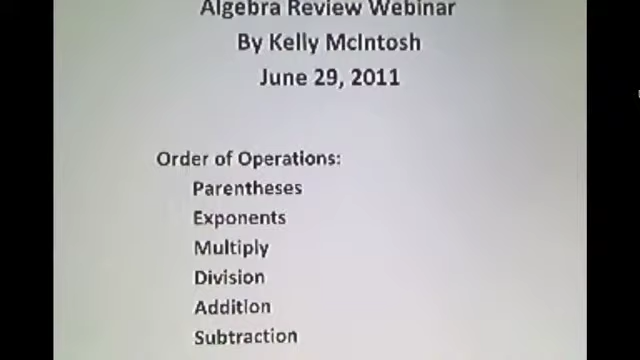 Algebra Review Webinar
By Kelly McIntosh
June 29, 2011
Order of Operations:
Parentheses
Exponents
Multiply
Division
Addition
Subtraction